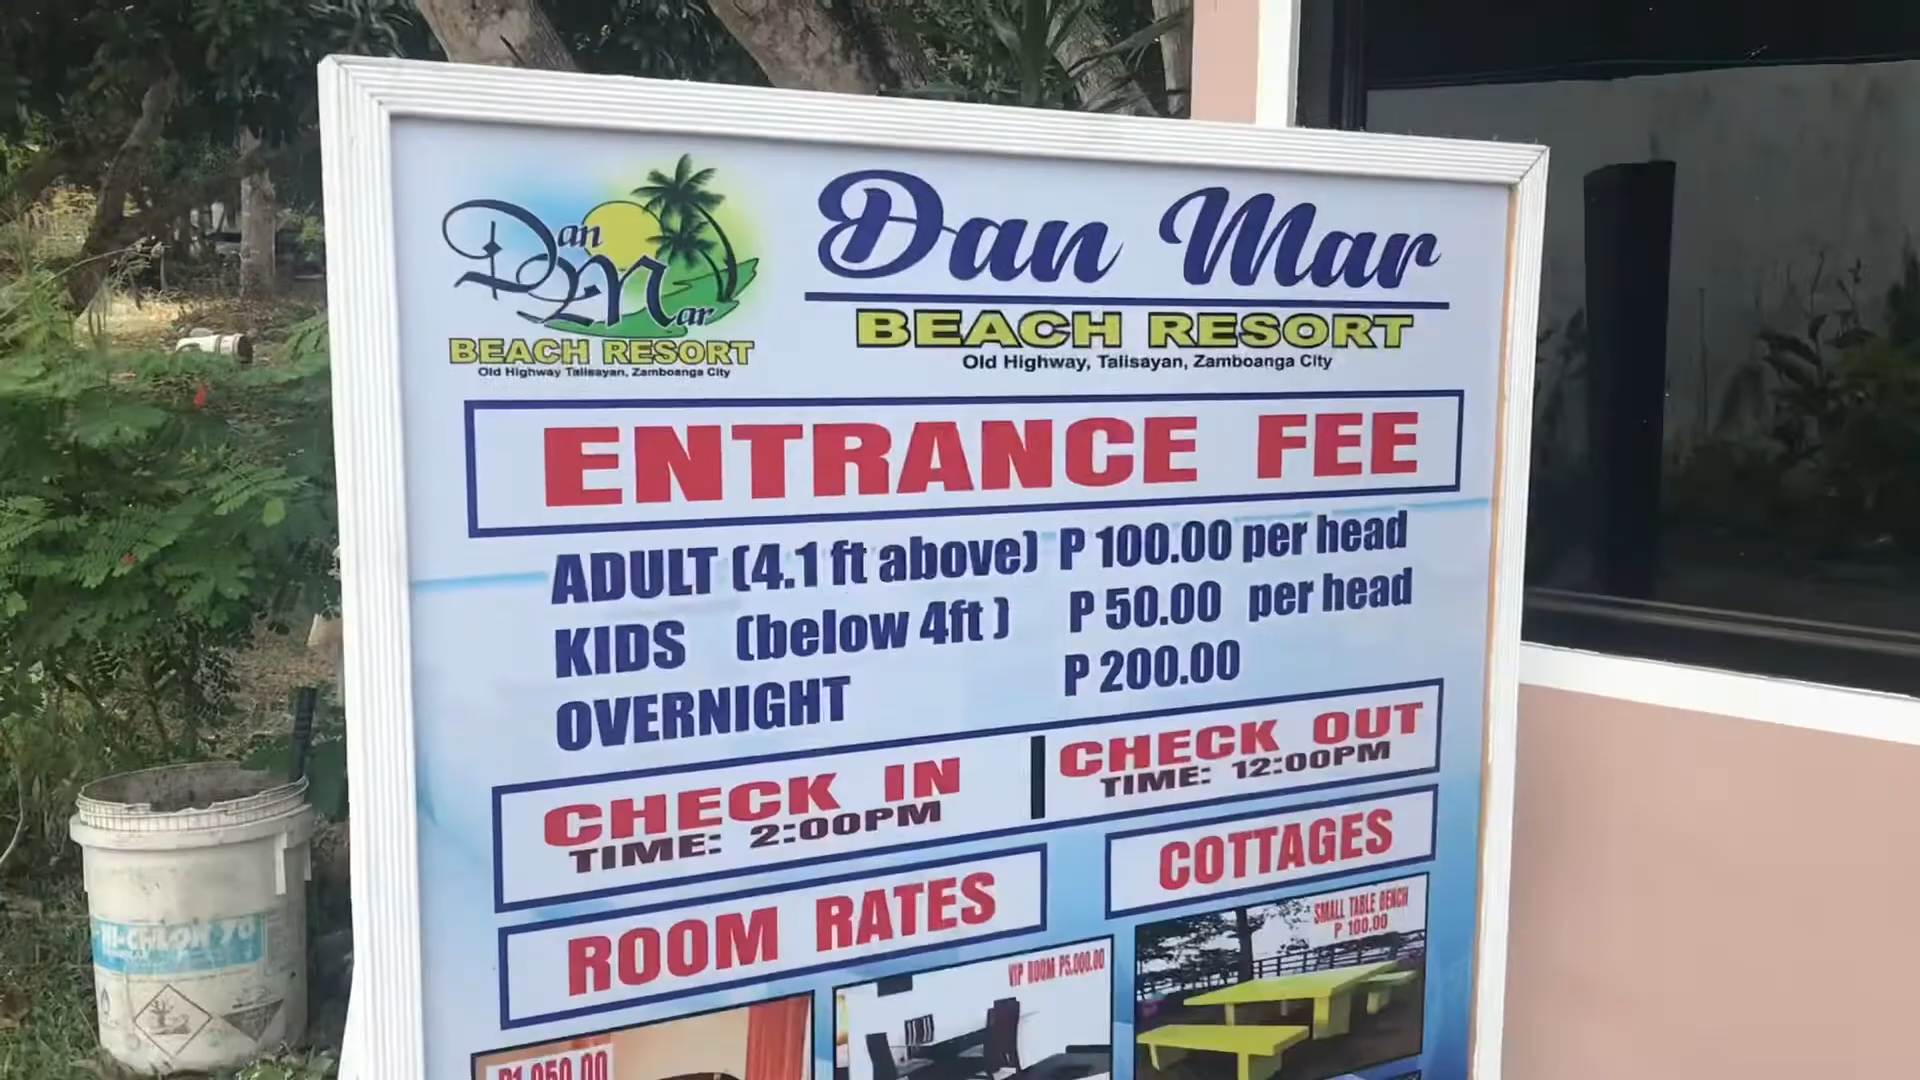 Dan Mar
BEACH RESORT
Old Highway Talisayan, Zamboanga City
Dan Mar
BEACH RESORT
Old Highway, Talisayan, Zamboanga City
ENTRANCE FEE
ADULT (4.1 ft above) P 100.00 per head
KIDS (below 4ft ) P 50.00 per head
OVERNIGHT P 200.00
CHECK IN
TIME: 2:00PM
CHECK OUT
TIME: 12:00PM
ROOM RATES
COTTAGES
VIP ROOM P5,000.00
SMALL TABLE BENCH
P 100.00
HI-CHLON 70